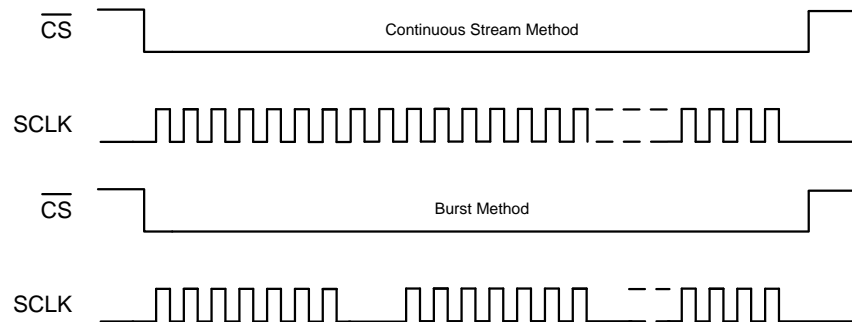 CS
Continuous Stream Method
SCLK
CS
Burst Method
SCLK